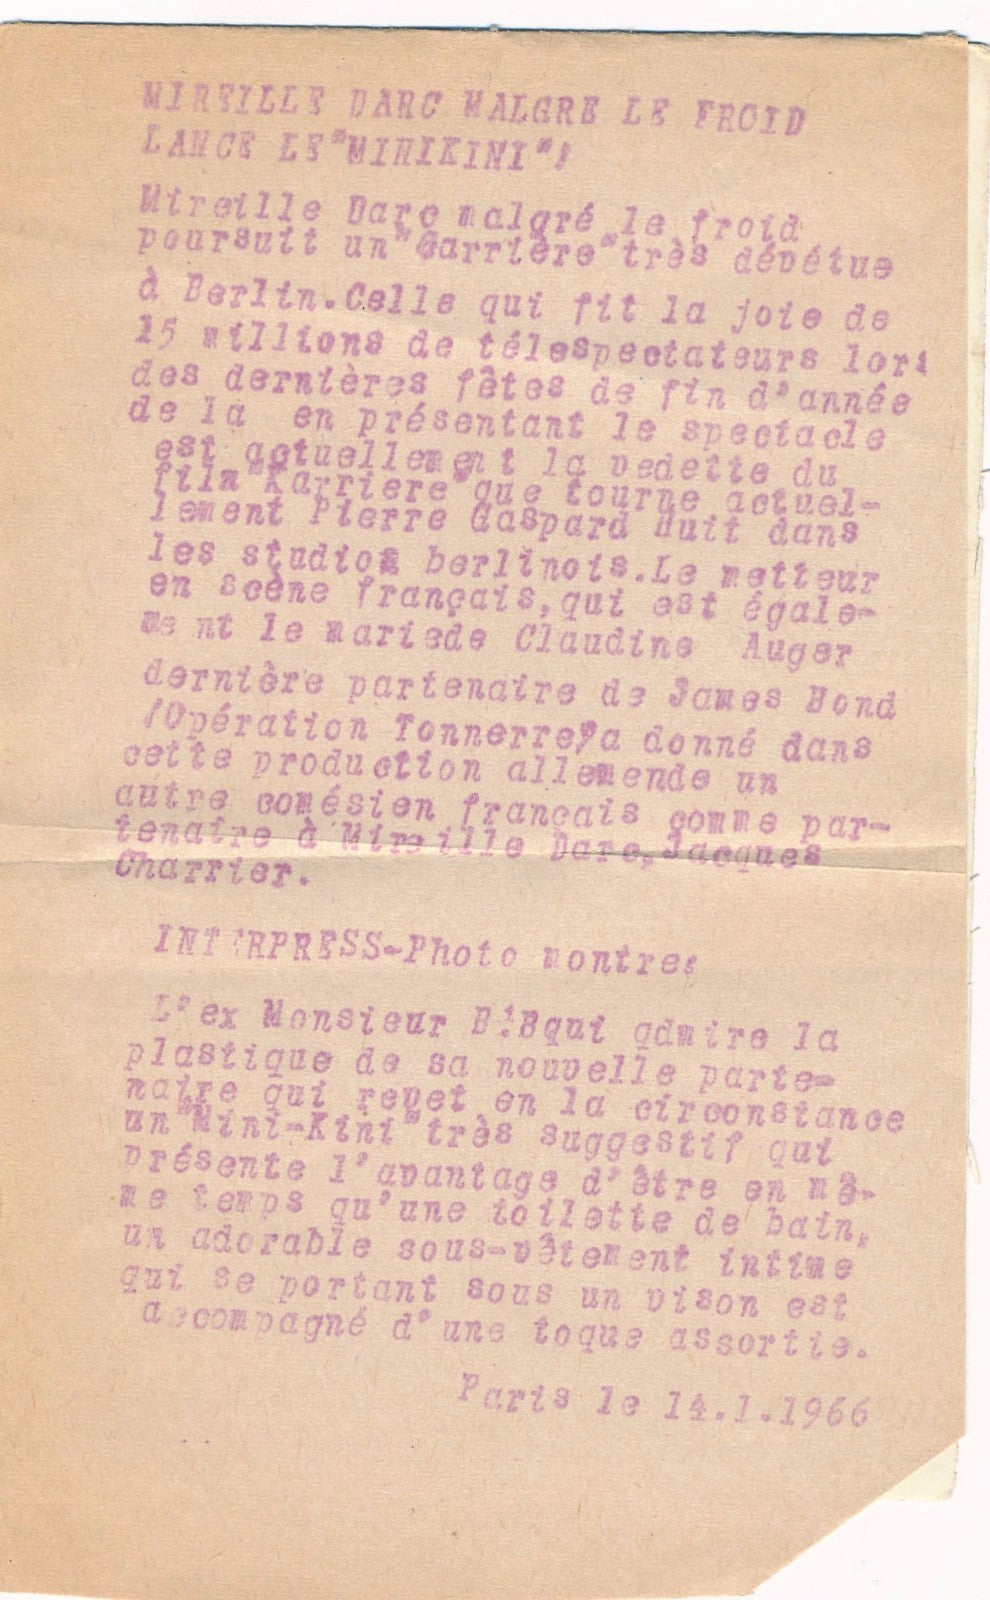 MIREILLE DARC MALGRE LE FROID
LANCE LE"MINIKINI"!
Mireille Darc malgré le froid
poursuit un"Carrière"très dévétue
à Berlin.Celle qui fit la joie de
15 millions de télespectateurs lors
des dernières fêtes de fin d'année
de la en présentant le spectacle
est actuellement la vedette du
film"Karriere"que tourne actuel-
lement Pierre Gaspard Huit dans
les studios berlinois.Le metteur
en scène français,qui est égale-
ment le mariede Claudine Auger
dernière partenaire de James Bond
/Opération Tonnerre/a donné dans
cette production allemende un
autre comésien français comme par-
tenaire à Mireille Darc,Jacques
Charrier.
INTERPRESS-Photo montre:
L'ex Monsieur B.Bqui admire la
plastique de sa nouvelle parte-
naire qui revet en la circonstance
un"Mini-Kini"très suggestif qui
présente l'avantage d'être en mê-
me temps qu'une toilette de bain,
un adorable sous-vêtement intime
qui se portant sous un vison est
accompagné d'une toque assortie.
Paris le 14.1.1966